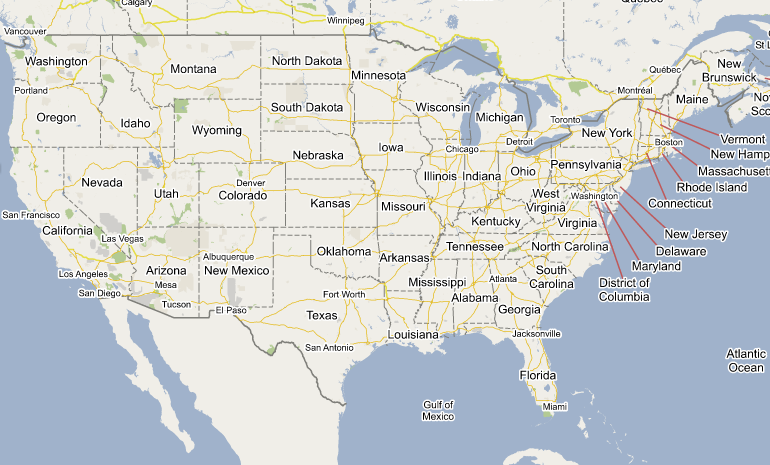 Calgary
Québec
Vancouver
Winnipeg
Washington
Montana
North Dakota
Minnesota
Québec
New
Brunswick
Portland
Montréal
Maine
Oregon
Idaho
Wyoming
South Dakota
Wisconsin
Michigan
Toronto
New York
Vermont
Boston
New Hamp
Massachusett
Rhode Island
Connecticut
Nebraska
Iowa
Chicago
Detroit
Pennsylvania
Nevada
Utah
Denver
Colorado
Kansas
Missouri
Illinois
Indiana
Ohio
West
Virginia
Washington
Virginia
Kentucky
San Francisco
California
Las Vegas
New Jersey
Delaware
Maryland
District of
Columbia
Albuquerque
Oklahoma
Arkansas
Tennessee
North Carolina
Los Angeles
Arizona
Mesa
New Mexico
South
Carolina
Atlanta
San Diego
Tucson
El Paso
Fort Worth
Mississippi
Alabama
Georgia
Texas
Louisiana
Jacksonville
San Antonio
Florida
Miami
Gulf of
Mexico
Atlantic
Ocean